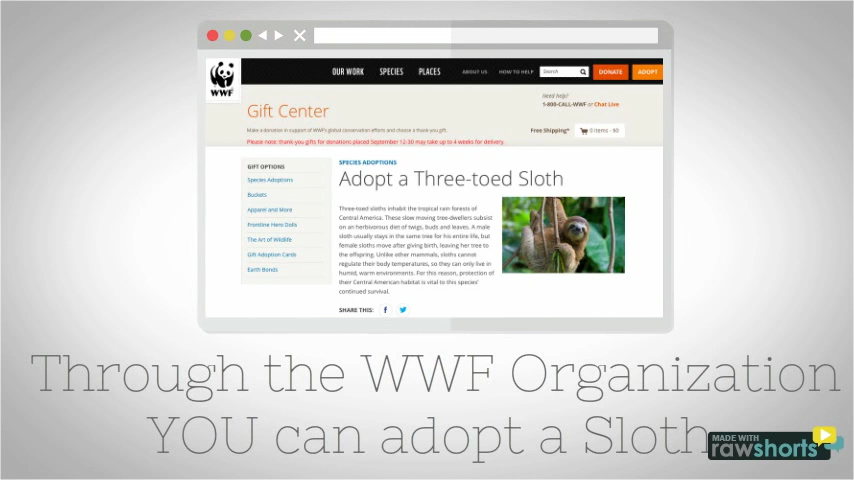 OUR WORK SPECIES PLACES ABOUT US HOW TO HELP Search DONATE ADOPT
WWF
Need help?
1-800-CALL-WWF or Chat Live
Gift Center
Make a donation in support of WWF's global conservation efforts and choose a thank you gift.
Free Shipping* 0 items - $0
Please note: thank you gifts for donations placed September 12-30 may take up to 4 weeks for delivery.
GIFT OPTIONS
Species Adoptions
Buckets
Apparel and More
Frontline Hero Dolls
The Art of Wildlife
Gift Adoption Cards
Earth Bonds
SPECIES ADOPTIONS
Adopt a Three-toed Sloth
Three-toed sloths inhabit the tropical rain forests of
Central America. These slow moving tree-dwellers subsist
on an herbivorous diet of twigs, buds and leaves. A male
sloth usually stays in the same tree for his entire life, but
female sloths move after giving birth, leaving her tree to
the offspring. Unlike other mammals, sloths cannot
regulate their body temperatures, so they can only live in
humid, warm environments. For this reason, protection of
their Central American habitat is vital to this species'
continued survival.
SHARE THIS:
Through the WWF Organization
YOU can adopt a Sloth
MADE WITH
rawshorts